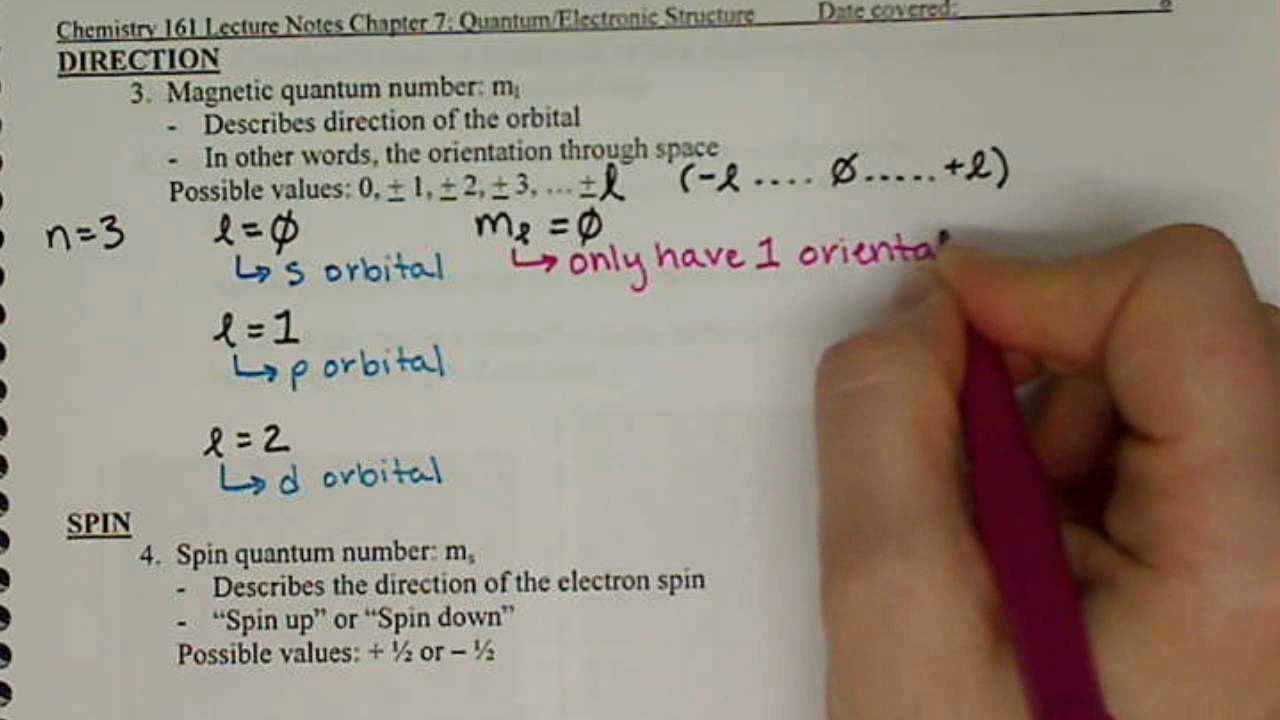 Chemistry 161 Lecture Notes Chapter 7: Quantum/Electronic Structure Date covered:
DIRECTION
3. Magnetic quantum number: mₗ
- Describes direction of the orbital
- In other words, the orientation through space
Possible values: 0, ± 1, ± 2, ± 3, … ± ℓ (-ℓ .... ∅ ..... +ℓ)
n=3 ℓ=∅ mℓ =∅
↳ s orbital ↳ only have 1 orienta
ℓ=1
↳ p orbital
ℓ=2
↳ d orbital
SPIN
4. Spin quantum number: mₛ
- Describes the direction of the electron spin
- “Spin up” or “Spin down”
Possible values: + ½ or – ½